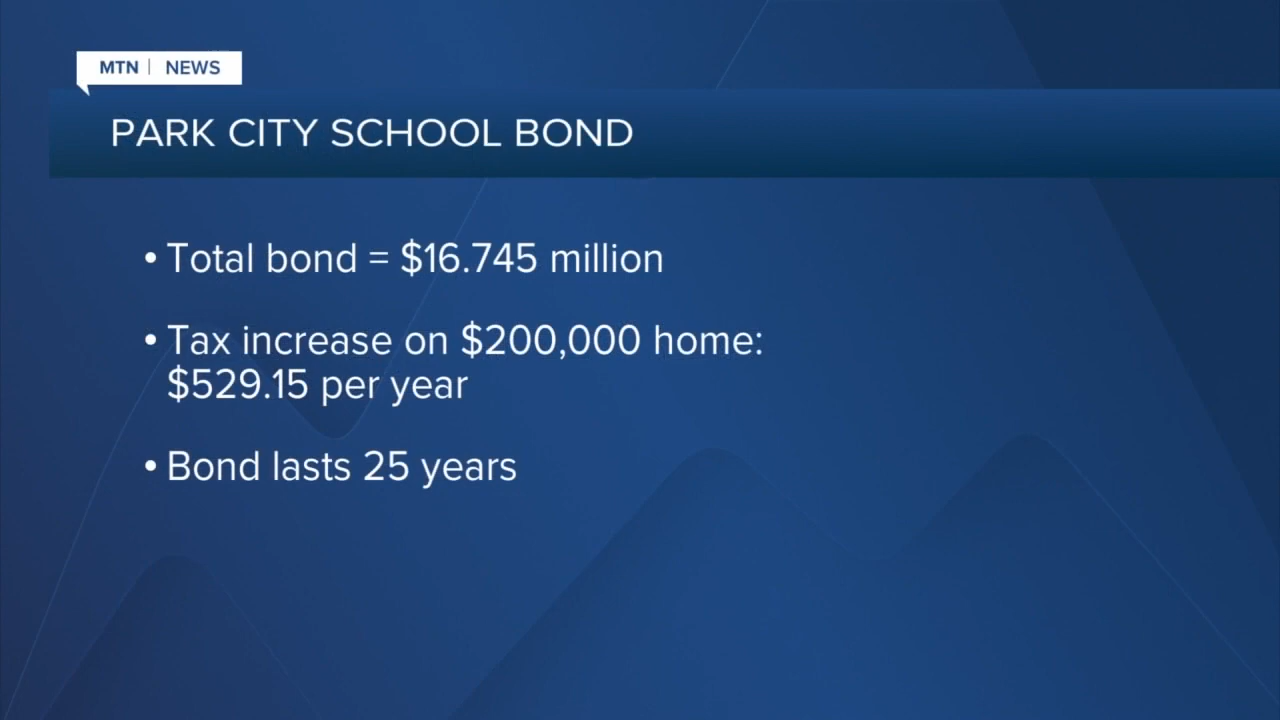 MTN | NEWS
PARK CITY SCHOOL BOND
• Total bond = $16.745 million
• Tax increase on $200,000 home:
$529.15 per year
• Bond lasts 25 years